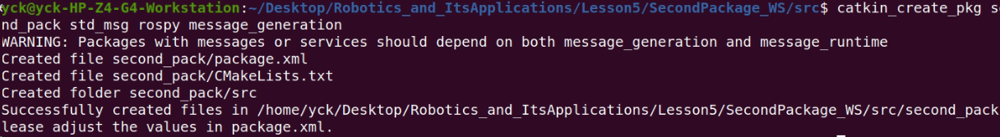 yck@yck-HP-Z4-G4-Workstation:~/Desktop/Robotics_and_ItsApplications/Lesson5/SecondPackage_WS/src$ catkin_create_pkg
nd_pack std_msg rospy message_generation
WARNING: Packages with messages or services should depend on both message_generation and message_runtime
Created file second_pack/package.xml
Created file second_pack/CMakeLists.txt
Created folder second_pack/src
Successfully created files in /home/yck/Desktop/Robotics_and_ItsApplications/Lesson5/SecondPackage_WS/src/second_pack
lease adjust the values in package.xml.